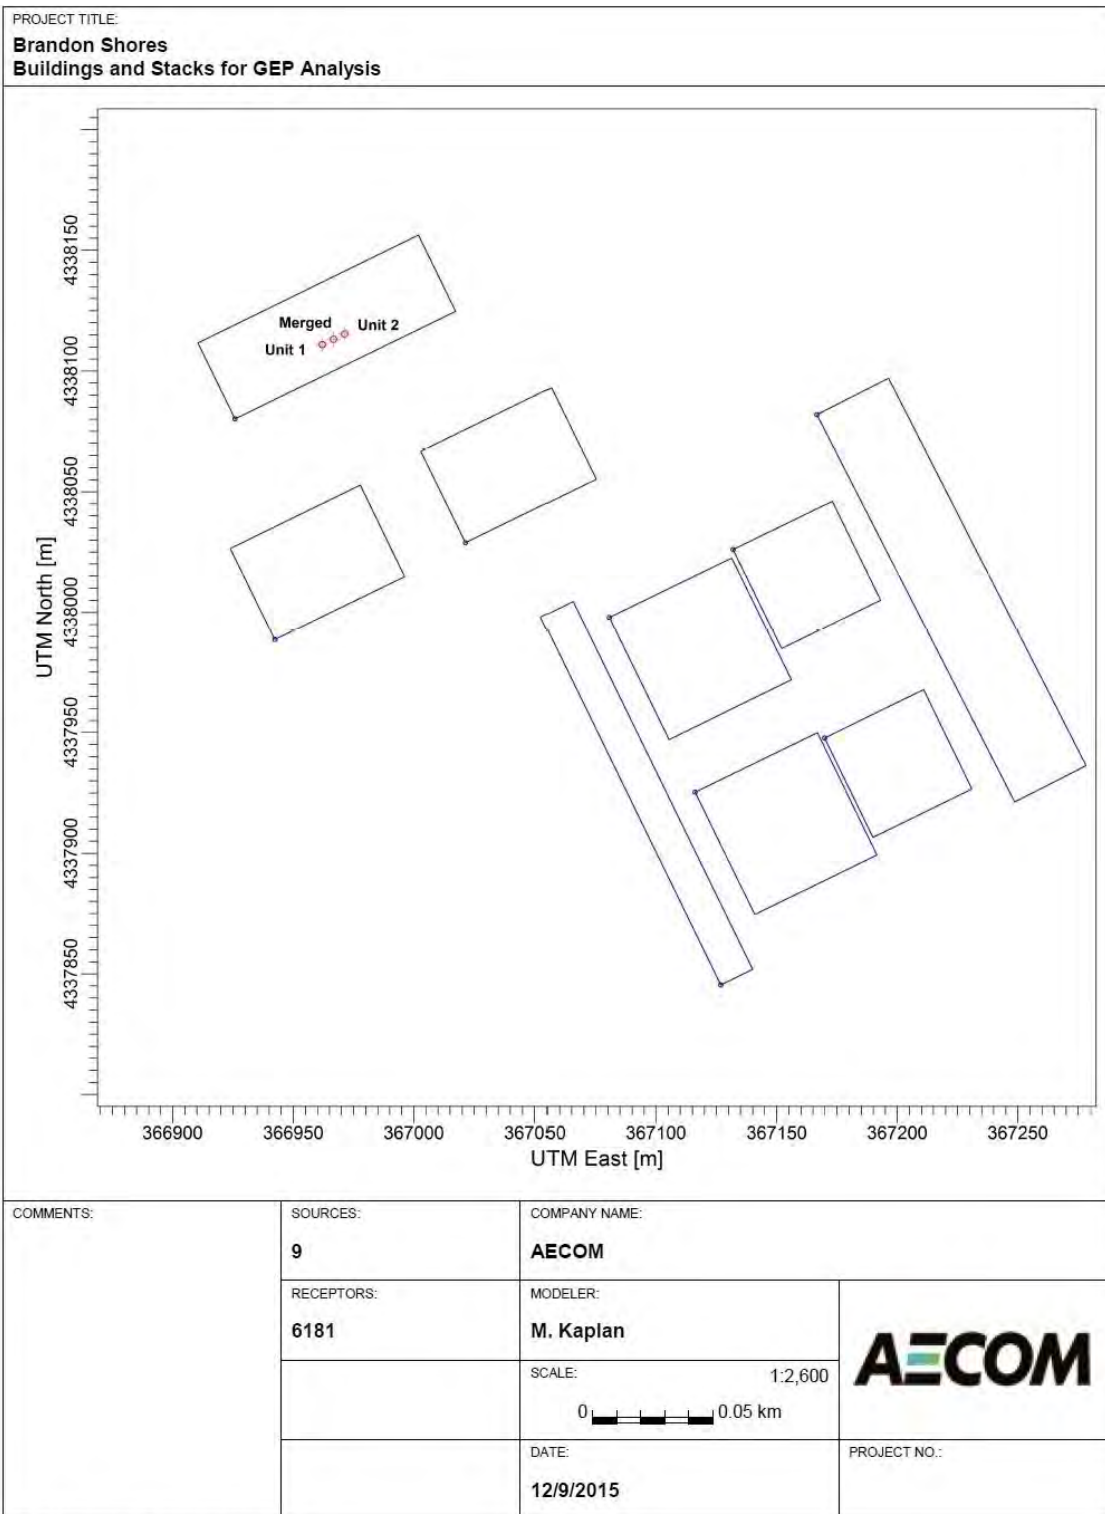 PROJECT TITLE:
Brandon Shores
Buildings and Stacks for GEP Analysis
4338150
4338100
4338050
4338000
4337950
4337900
4337850
UTM North [m]
Merged
Unit 2
Unit 1
366900 366950 367000 367050 367100 367150 367200 367250
UTM East [m]
COMMENTS:
SOURCES:
9
COMPANY NAME:
AECOM
RECEPTORS:
6181
MODELER:
M. Kaplan
SCALE: 1:2,600
0 0.05 km
AECOM
DATE:
12/9/2015
PROJECT NO.: